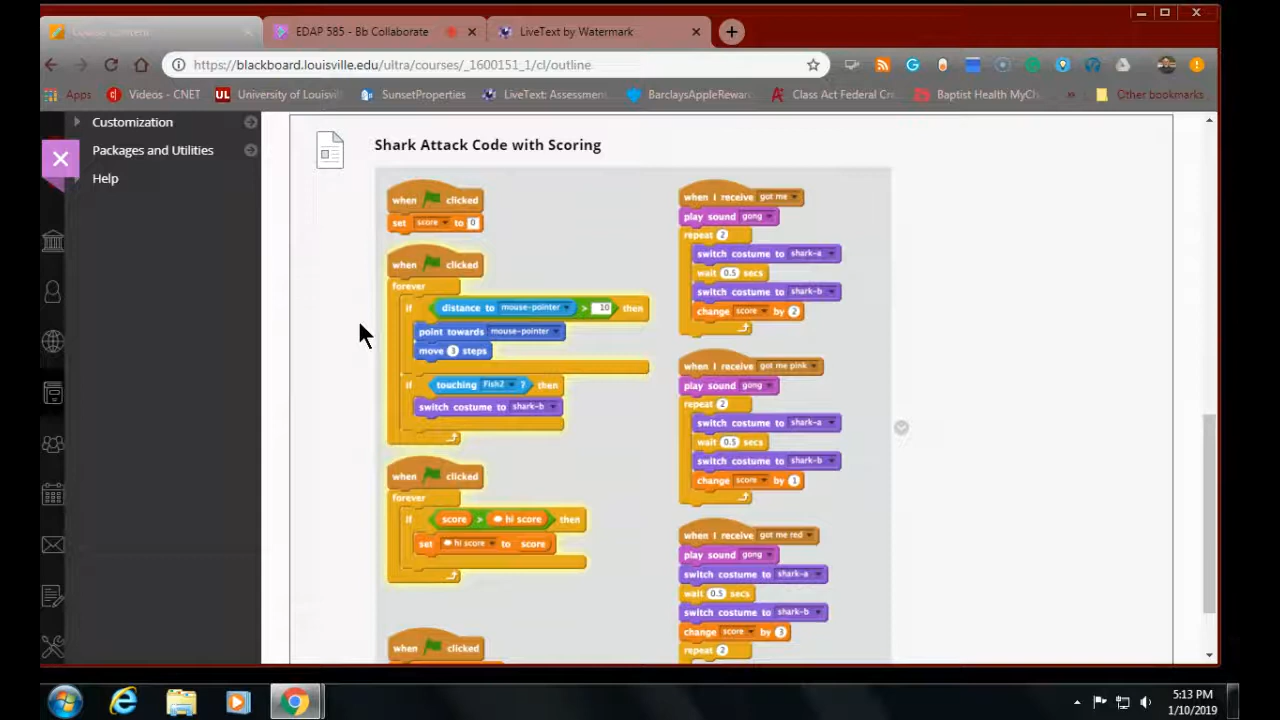 Course Content
EDAP 585 - Bb Collaborate
LiveText by Watermark
https://blackboard.louisville.edu/ultra/courses/_1600151_1/cl/outline
Apps
Videos - CNET
University of Louisvi
SunsetProperties
LiveText: Assessmen
BarclaysAppleRewar
Class Act Federal Cr
Baptist Health MyCh
Other bookmarks
Customization
Packages and Utilities
Help
Shark Attack Code with Scoring
when clicked
set score to 0
when clicked
forever
if distance to mouse-pointer > 10 then
point towards mouse-pointer
move 3 steps
if touching Fish2 ? then
switch costume to shark-b
when clicked
forever
if score > hi score then
set hi score to score
when clicked
when I receive got me
play sound gong
repeat 2
switch costume to shark-a
wait 0.5 secs
switch costume to shark-b
change score by 2
when I receive got me pink
play sound gong
repeat 2
switch costume to shark-a
wait 0.5 secs
switch costume to shark-b
change score by 1
when I receive got me red
play sound gong
switch costume to shark-a
wait 0.5 secs
switch costume to shark-b
change score by 3
repeat 2
5:13 PM
1/10/2019